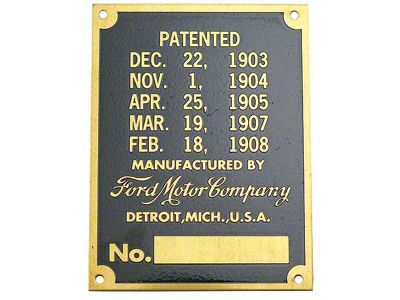 PATENTED
DEC. 22, 1903
NOV. 1, 1904
APR. 25, 1905
MAR. 19, 1907
FEB. 18, 1908
MANUFACTURED BY
Ford Motor Company
DETROIT, MICH., U.S.A.
No.